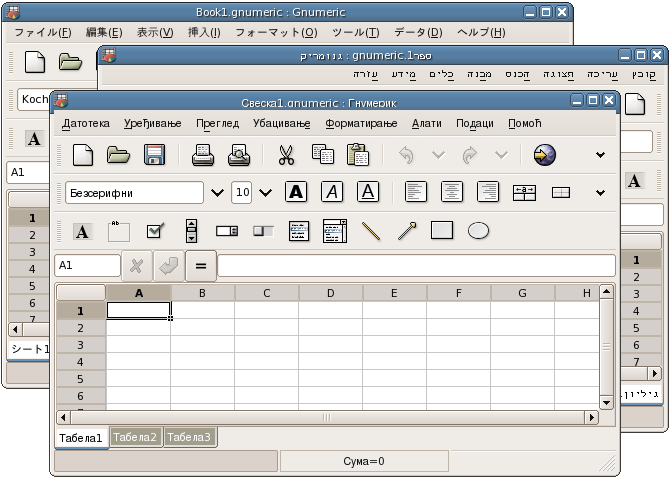 Book1.gnumeric : Gnumeric
ファイル(F) 編集(E) 表示(V) 挿入(I) フォーマット(O) ツール(T) データ(D) ヘルプ(H)
ספר1.gnumeric : גנומריק
קובץ עריכה תצוגה הכנס מבנה כלים מידע עזרה
Koch
A
A1
1
2
3
4
5
6
7
シート1
A
1
2
3
4
5
6
7
גיליון
Свеска1.gnumeric : Гнумерик
Датотека Уређивање Преглед Убацивање Форматирање Алати Подаци Помоћ
Безсерифни 10 A A A
A Ab
A1 =
A B C D E F G H
1
2
3
4
5
6
Табела1 Табела2 Табела3
Сума=0